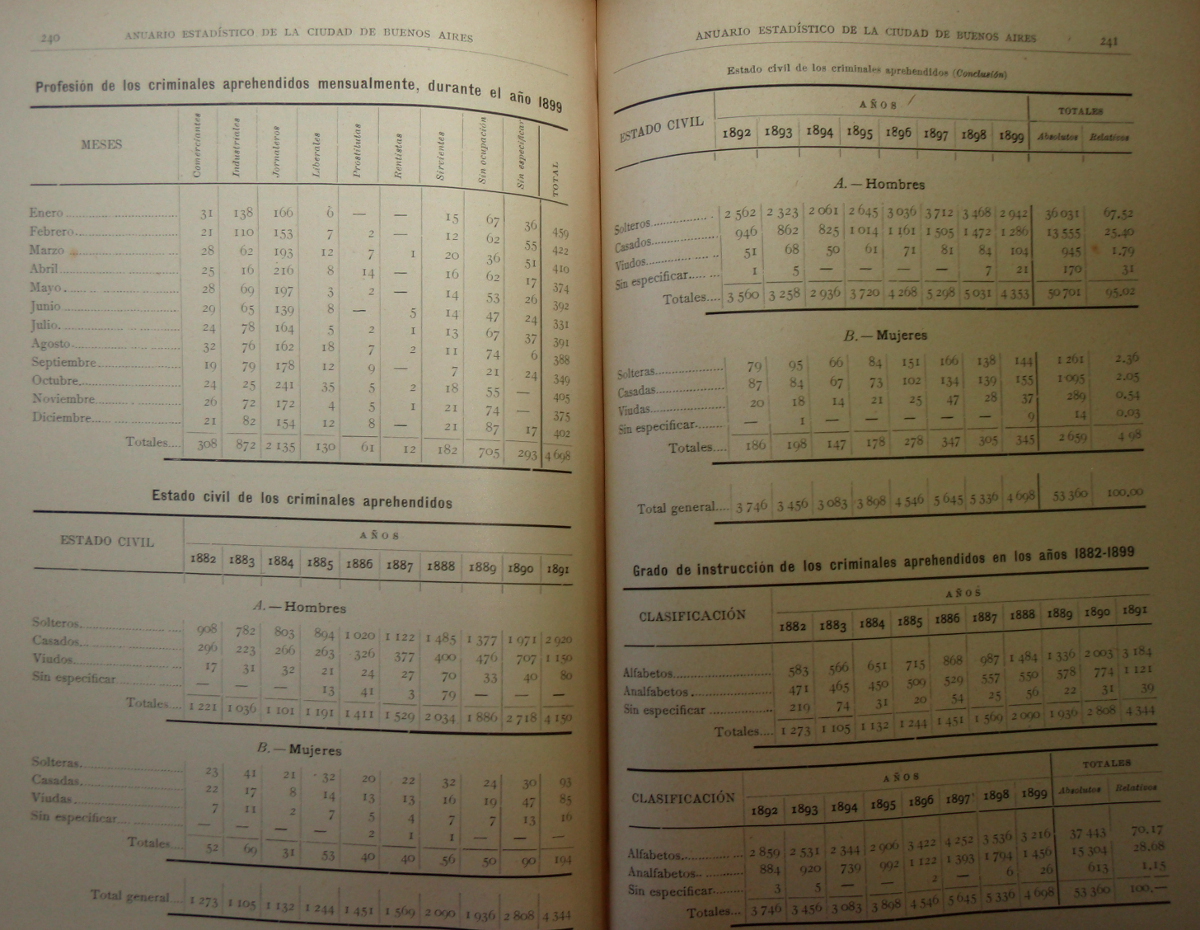 240 ANUARIO ESTADÍSTICO DE LA CIUDAD DE BUENOS AIRES
Profesión de los criminales aprehendidos mensualmente, durante el año 1899
MESES Comerciantes Industriales Jornaleros Liberales Prostitutas Rentistas Sirvientes Sin ocupación Sin especificar TOTAL
Enero 31 138 166 6 — — 15 67 36 459
Febrero 21 110 153 7 2 — 12 62 55 422
Marzo 28 62 193 12 7 1 20 36 51 410
Abril 25 16 216 8 14 — 16 62 17 374
Mayo 28 69 197 3 2 — 14 53 26 392
Junio 29 65 139 8 — 5 14 47 24 331
Julio 24 78 164 5 2 1 13 67 37 391
Agosto 32 76 162 18 7 2 11 74 6 388
Septiembre 19 79 178 12 9 — 7 21 24 349
Octubre 24 25 241 35 5 2 18 55 — 405
Noviembre 26 72 172 4 5 1 21 74 — 375
Diciembre 21 82 154 12 8 — 21 87 17 402
Totales 308 872 2 135 130 61 12 182 705 293 4 698
Estado civil de los criminales aprehendidos
ESTADO CIVIL AÑOS
1882 1883 1884 1885 1886 1887 1888 1889 1890 1891
A.—Hombres
Solteros 908 782 803 894 1 020 1 122 1 485 1 377 1 971 2 920
Casados 296 223 266 263 326 377 400 476 707 1 150
Viudos 17 31 32 21 24 27 70 33 40 80
Sin especificar — — — 13 41 3 79 — — —
Totales 1 221 1 036 1 101 1 191 1 411 1 529 2 034 1 886 2 718 4 150
B.—Mujeres
Solteras 23 41 21 32 20 22 32 24 30 93
Casadas 22 17 8 14 13 13 16 19 47 85
Viudas 7 11 2 7 5 4 7 7 13 16
Sin especificar — — — — 2 1 1 — — —
Totales 52 69 31 53 40 40 56 50 90 194
Total general 1 273 1 105 1 132 1 244 1 451 1 569 2 090 1 936 2 808 4 344
ANUARIO ESTADÍSTICO DE LA CIUDAD DE BUENOS AIRES 241
Estado civil de los criminales aprehendidos (Conclusión)
ESTADO CIVIL AÑOS TOTALES
1892 1893 1894 1895 1896 1897 1898 1899 Absolutos Relativos
A.—Hombres
Solteros 2 562 2 323 2 061 2 645 3 036 3 712 3 468 2 942 36 031 67.52
Casados 946 862 825 1 014 1 161 1 505 1 472 1 286 13 555 25.40
Viudos 51 68 50 61 71 81 84 104 945 1.79
Sin especificar 1 5 — — — — 7 21 170 31
Totales 3 560 3 258 2 936 3 720 4 268 5 298 5 031 4 353 50 701 95.02
B.—Mujeres
Solteras 79 95 66 84 151 166 138 144 1 261 2.36
Casadas 87 84 67 73 102 134 139 155 1 095 2.05
Viudas 20 18 14 21 25 47 28 37 289 0.54
Sin especificar — 1 — — — — — 9 14 0.03
Totales 186 198 147 178 278 347 305 345 2 659 4 98
Total general 3 746 3 456 3 083 3 898 4 546 5 645 5 336 4 698 53 360 100,00
Grado de instrucción de los criminales aprehendidos en los años 1882-1899
CLASIFICACIÓN AÑOS
1882 1883 1884 1885 1886 1887 1888 1889 1890 1891
Alfabetos 583 566 651 715 868 987 1 484 1 336 2 003 3 184
Analfabetos 471 465 450 509 529 557 550 578 774 1 121
Sin especificar 219 74 31 20 54 25 56 22 31 39
Totales 1 273 1 105 1 132 1 244 1 451 1 569 2 090 1 936 2 808 4 344
CLASIFICACIÓN AÑOS TOTALES
1892 1893 1894 1895 1896 1897 1898 1899 Absolutos Relativos
Alfabetos 2 859 2 531 2 344 2 906 3 422 4 252 3 536 3 216 37 443 70.17
Analfabetos 884 920 739 992 1 122 1 393 1 794 1 456 15 304 28,68
Sin especificar 3 5 — — 2 — 6 26 613 1,15
Totales 3 746 3 456 3 083 3 898 4 546 5 645 5 336 4 698 53 360 100.—